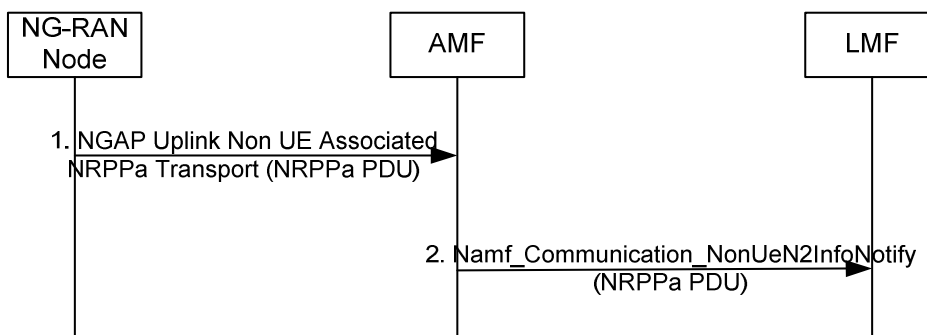 NG-RAN
Node
AMF
LMF
1. NGAP Uplink Non UE Associated
NRPPa Transport (NRPPa PDU)
2. Namf_Communication_NonUeN2InfoNotify
(NRPPa PDU)